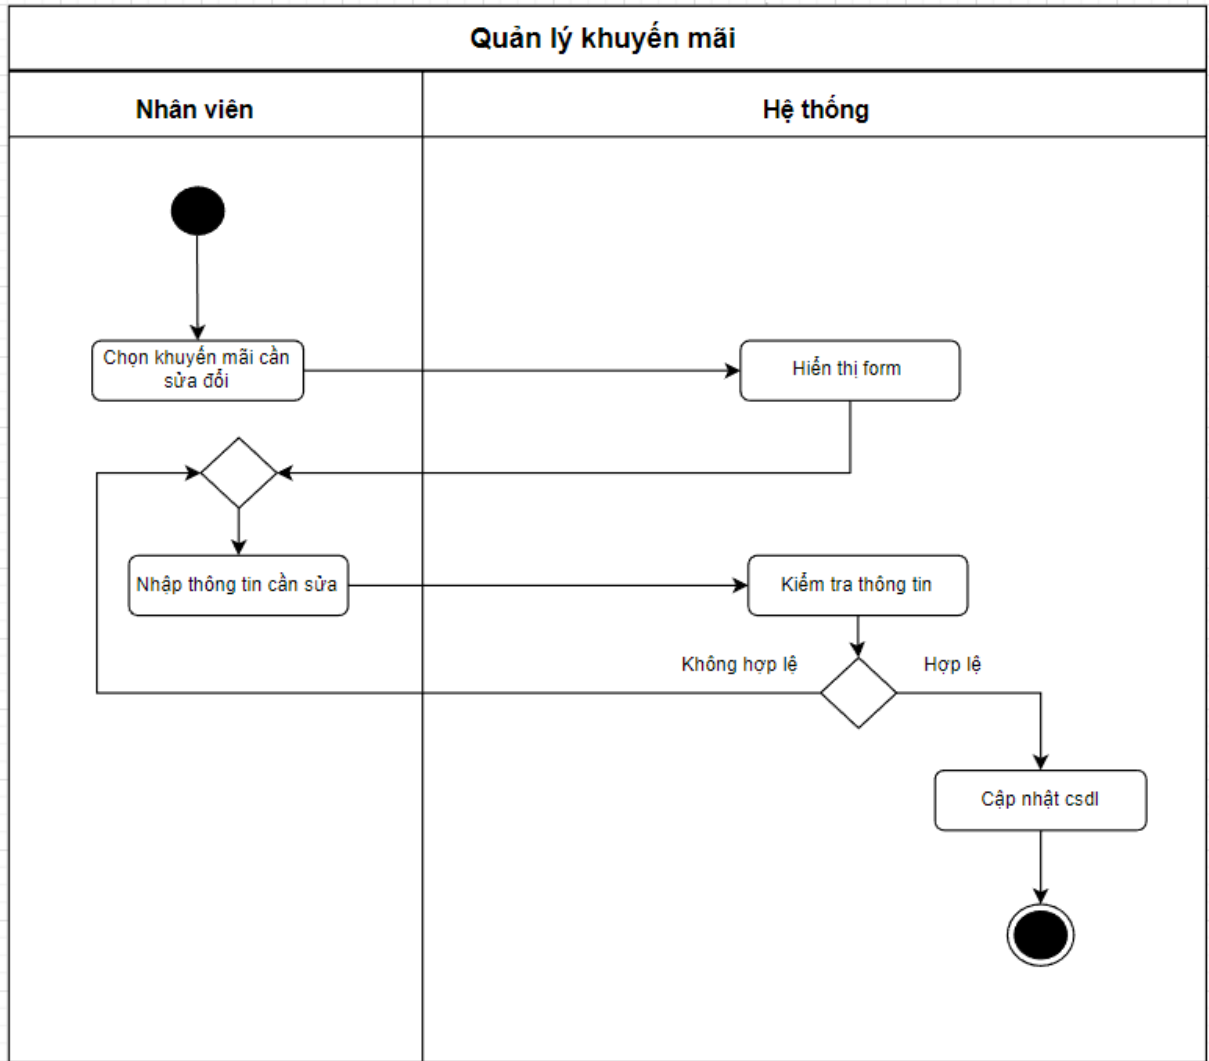 Quản lý khuyến mãi
Nhân viên
Hệ thống
Chọn khuyến mãi cần
sửa đổi
Hiển thị form
Nhập thông tin cần sửa
Kiểm tra thông tin
Không hợp lệ
Hợp lệ
Cập nhật csdl